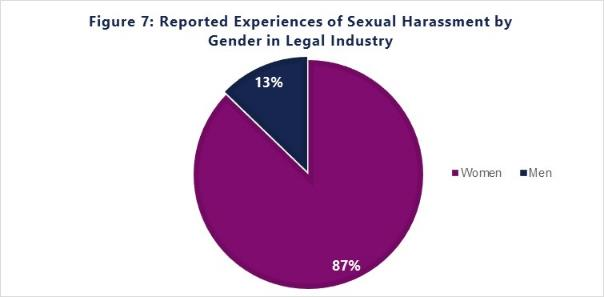 Figure 7: Reported Experiences of Sexual Harassment by
Gender in Legal Industry
13%
Women
Men
87%